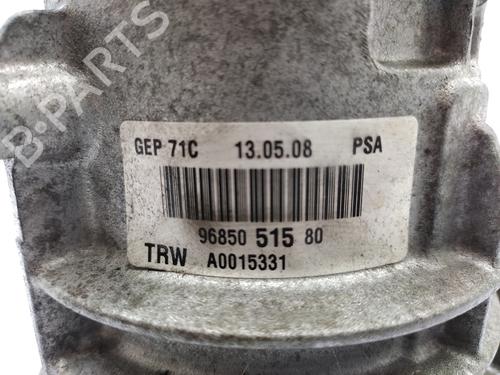 B-PARTS
GEP 71C 13.05.08 PSA
96850 515 80
TRW A0015331